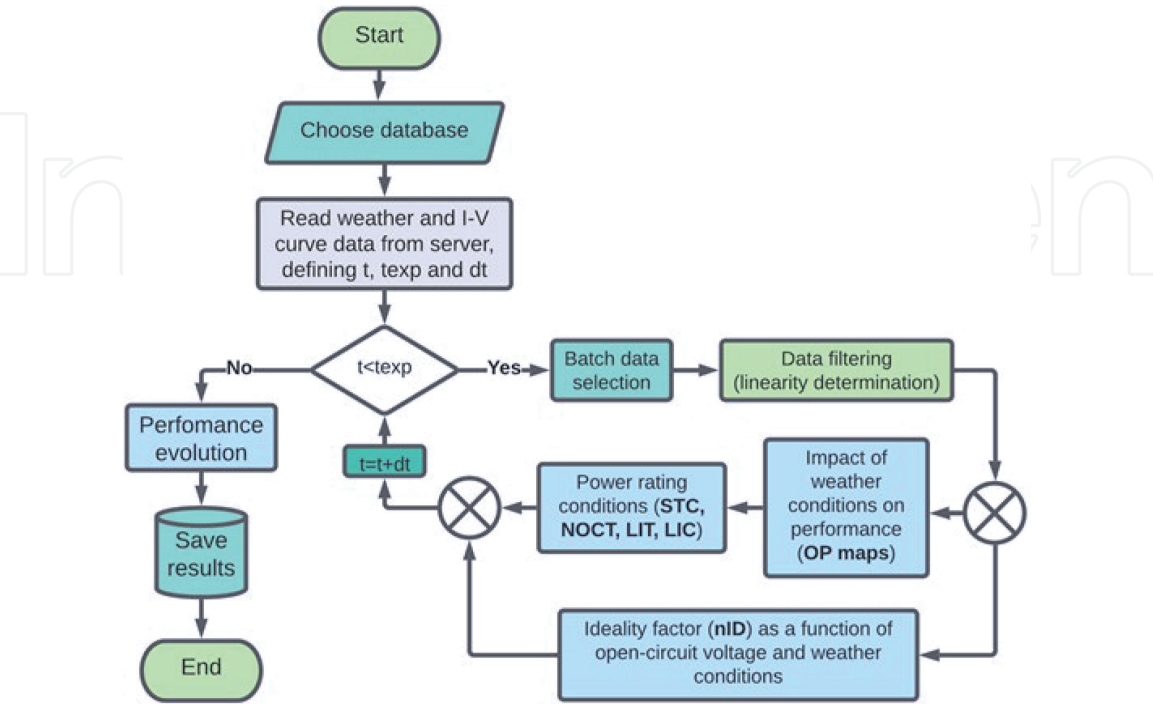 Start
Choose database
Read weather and I-V
curve data from server,
defining t, texp and dt
No
t<texp
Yes
Batch data
selection
Data filtering
(linearity determination)
Perfomance
evolution
t=t+dt
Power rating
conditions (STC,
NOCT, LIT, LIC)
Impact of
weather
conditions on
performance
(OP maps)
Save
results
Ideality factor (nID) as a function of
open-circuit voltage and weather
conditions
End